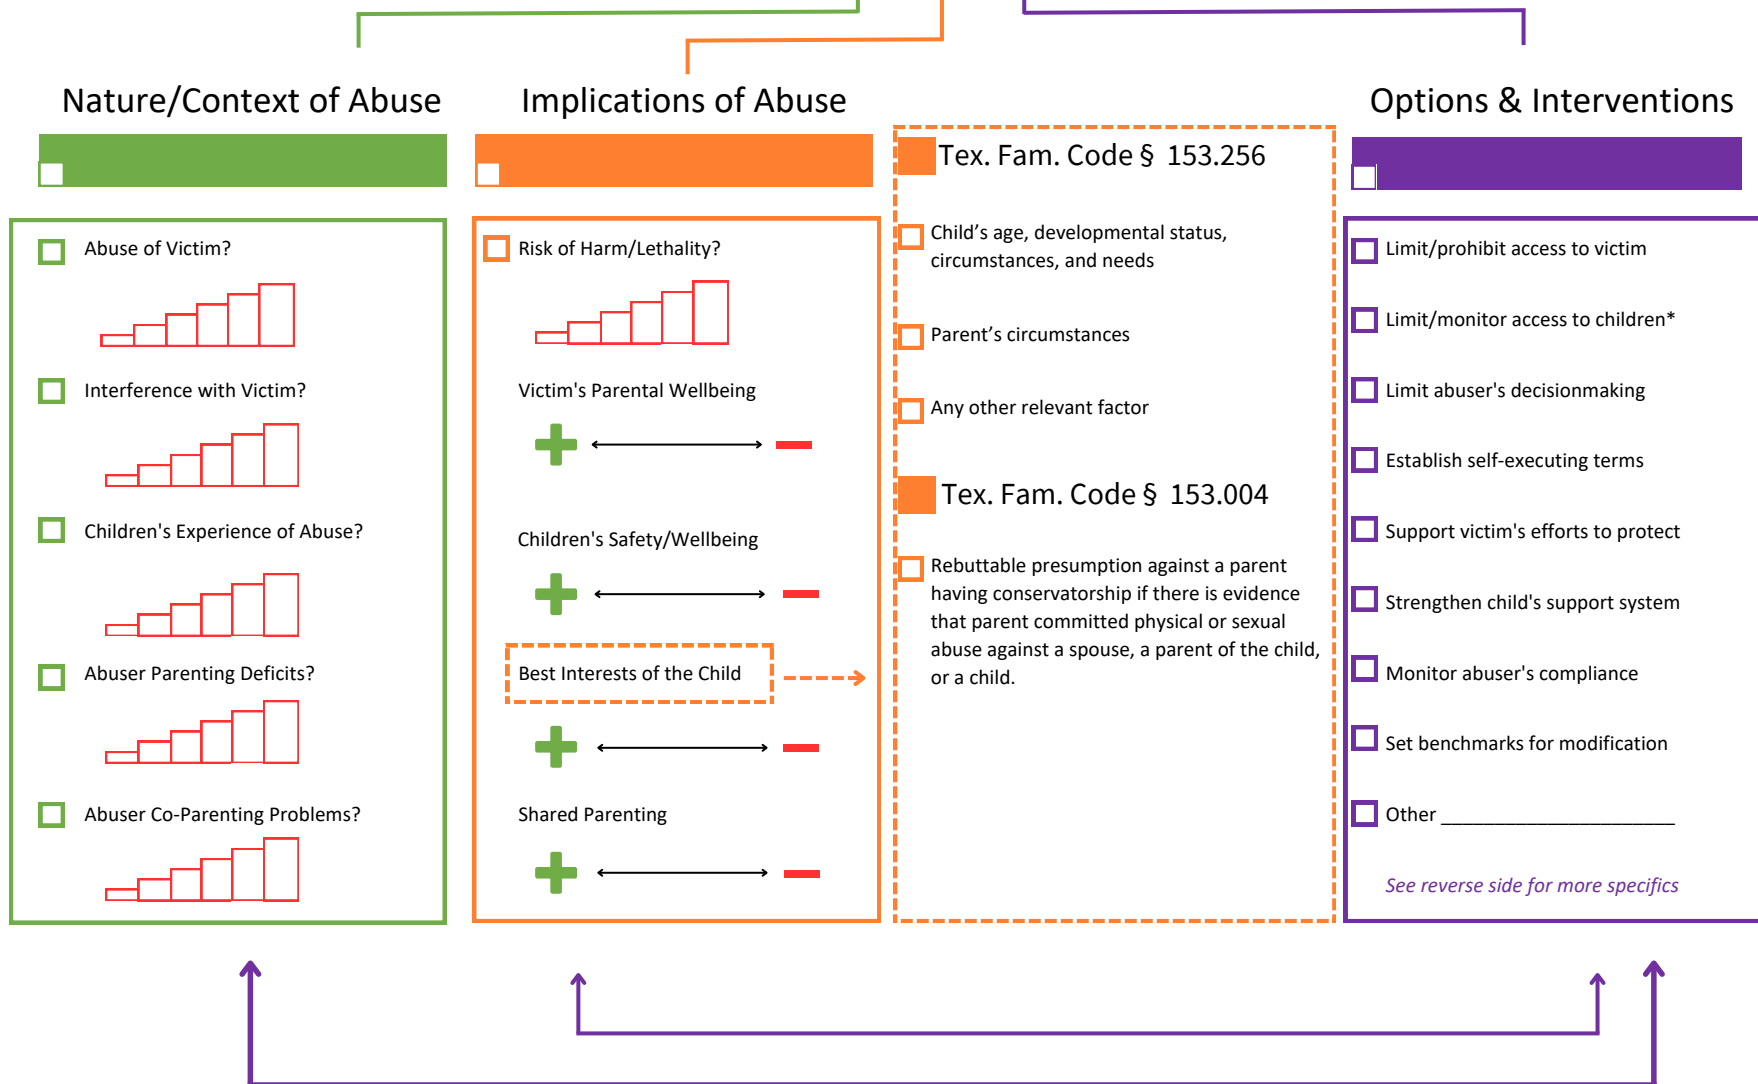 Nature/Context of Abuse
Abuse of Victim?
Interference with Victim?
Children's Experience of Abuse?
Abuser Parenting Deficits?
Abuser Co-Parenting Problems?
Implications of Abuse
Risk of Harm/Lethality?
Victim's Parental Wellbeing
Children's Safety/Wellbeing
Best Interests of the Child
Shared Parenting
Tex. Fam. Code § 153.256
Child's age, developmental status,
circumstances, and needs
Parent's circumstances
Any other relevant factor
Tex. Fam. Code § 153.004
Rebuttable presumption against a parent
having conservatorship if there is evidence
that parent committed physical or sexual
abuse against a spouse, a parent of the child,
or a child.
Options & Interventions
Limit/prohibit access to victim
Limit/monitor access to children*
Limit abuser's decisionmaking
Establish self-executing terms
Support victim's efforts to protect
Strengthen child's support system
Monitor abuser's compliance
Set benchmarks for modification
Other ______________________
See reverse side for more specifics